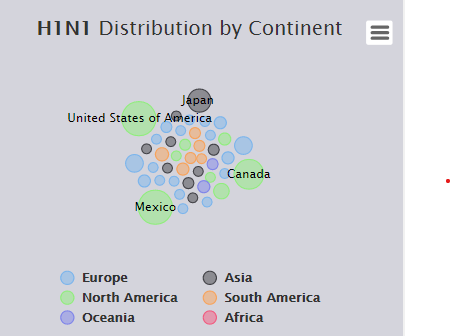 H1N1 Distribution by Continent
Japan
United States of America
Canada
Mexico
Europe
Asia
North America
South America
Oceania
Africa